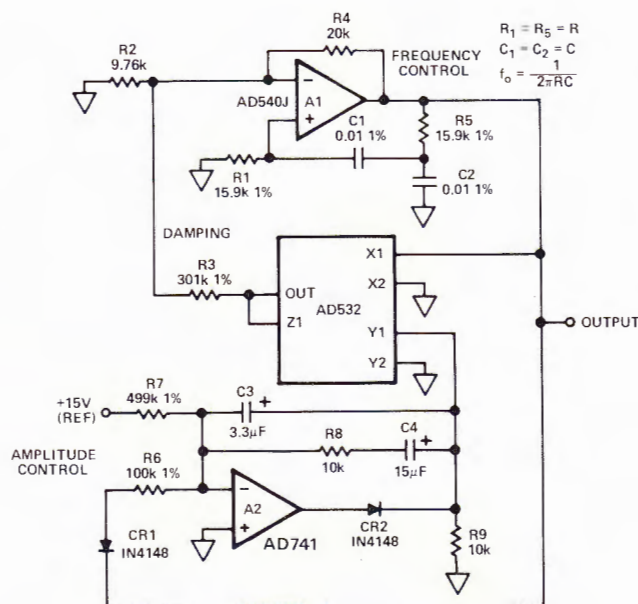 R4
20k
R2
9.76k
FREQUENCY
CONTROL
R1 = R5 = R
C1 = C2 = C
fo = 1
2πRC
−
AD540J
A1
+
C1
0.01 1%
R5
15.9k 1%
R1
15.9k 1%
C2
0.01 1%
DAMPING
R3
301k 1%
OUT
Z1
AD532
X1
X2
Y1
Y2
OUTPUT
+15V
(REF)
R7
499k 1%
C3
+
3.3μF
R8
10k
C4
+
15μF
AMPLITUDE
CONTROL
R6
100k 1%
−
A2
+
AD741
CR1
IN4148
CR2
IN4148
R9
10k